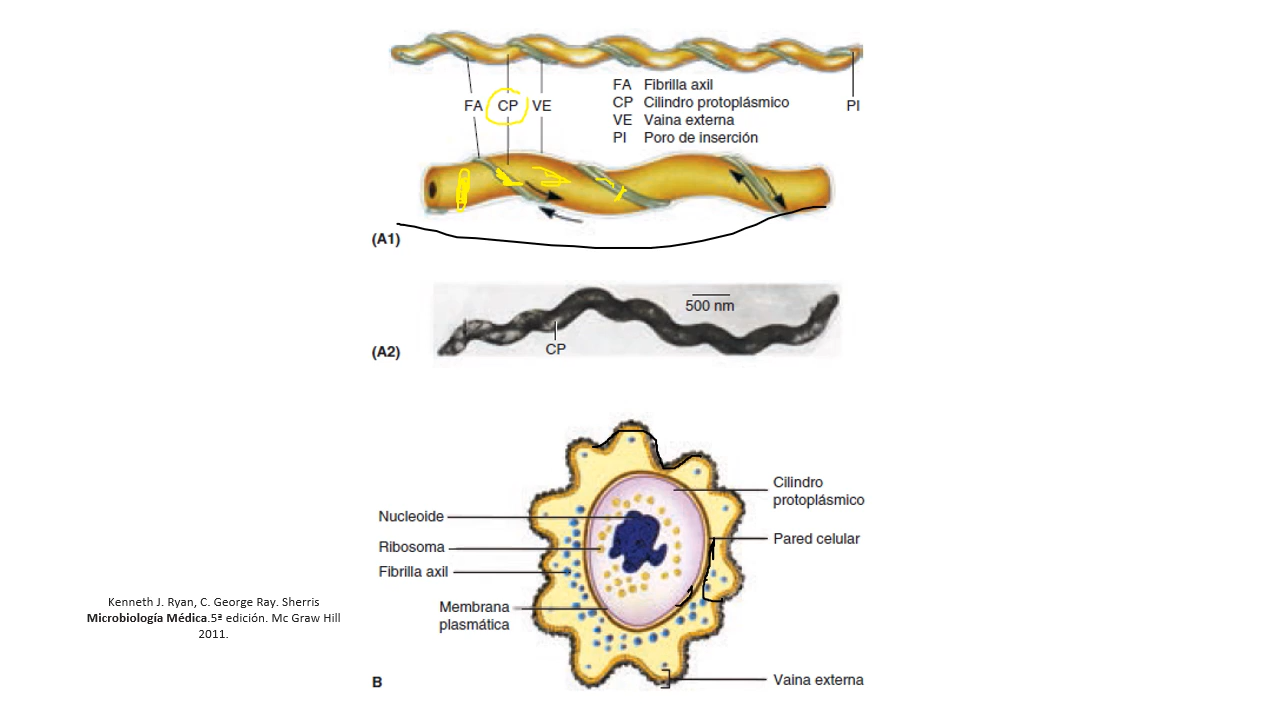 FA Fibrilla axil
CP Cilindro protoplásmico
VE Vaina externa
PI Poro de inserción
FA CP VE PI
(A1)
500 nm
CP
(A2)
Cilindro
protoplásmico
Nucleoide
Pared celular
Ribosoma
Fibrilla axil
Membrana
plasmática
Vaina externa
B
Kenneth J. Ryan, C. George Ray. Sherris
Microbiología Médica.5ª edición. Mc Graw Hill
2011.